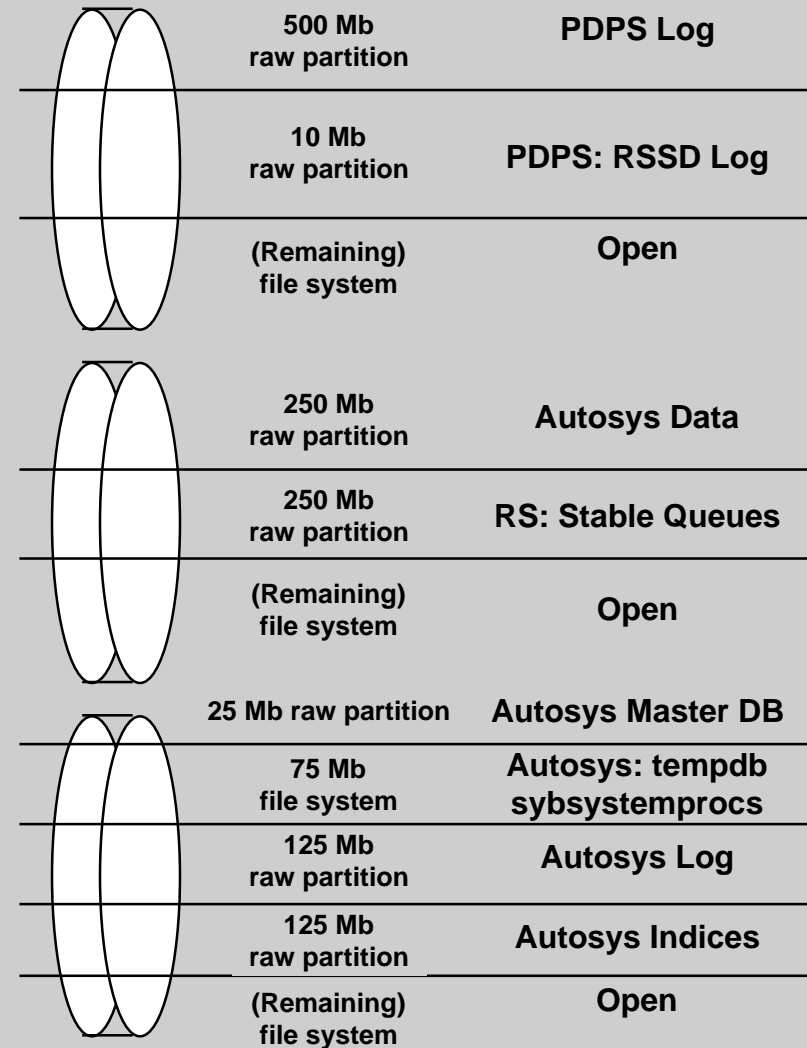 500 Mb
raw partition
PDPS Log
10 Mb
raw partition
PDPS: RSSD Log
(Remaining)
file system
Open
250 Mb
raw partition
Autosys Data
250 Mb
raw partition
RS: Stable Queues
(Remaining)
file system
Open
25 Mb raw partition
Autosys Master DB
75 Mb
file system
Autosys: tempdb
sybsystemprocs
125 Mb
raw partition
Autosys Log
125 Mb
raw partition
Autosys Indices
(Remaining)
file system
Open